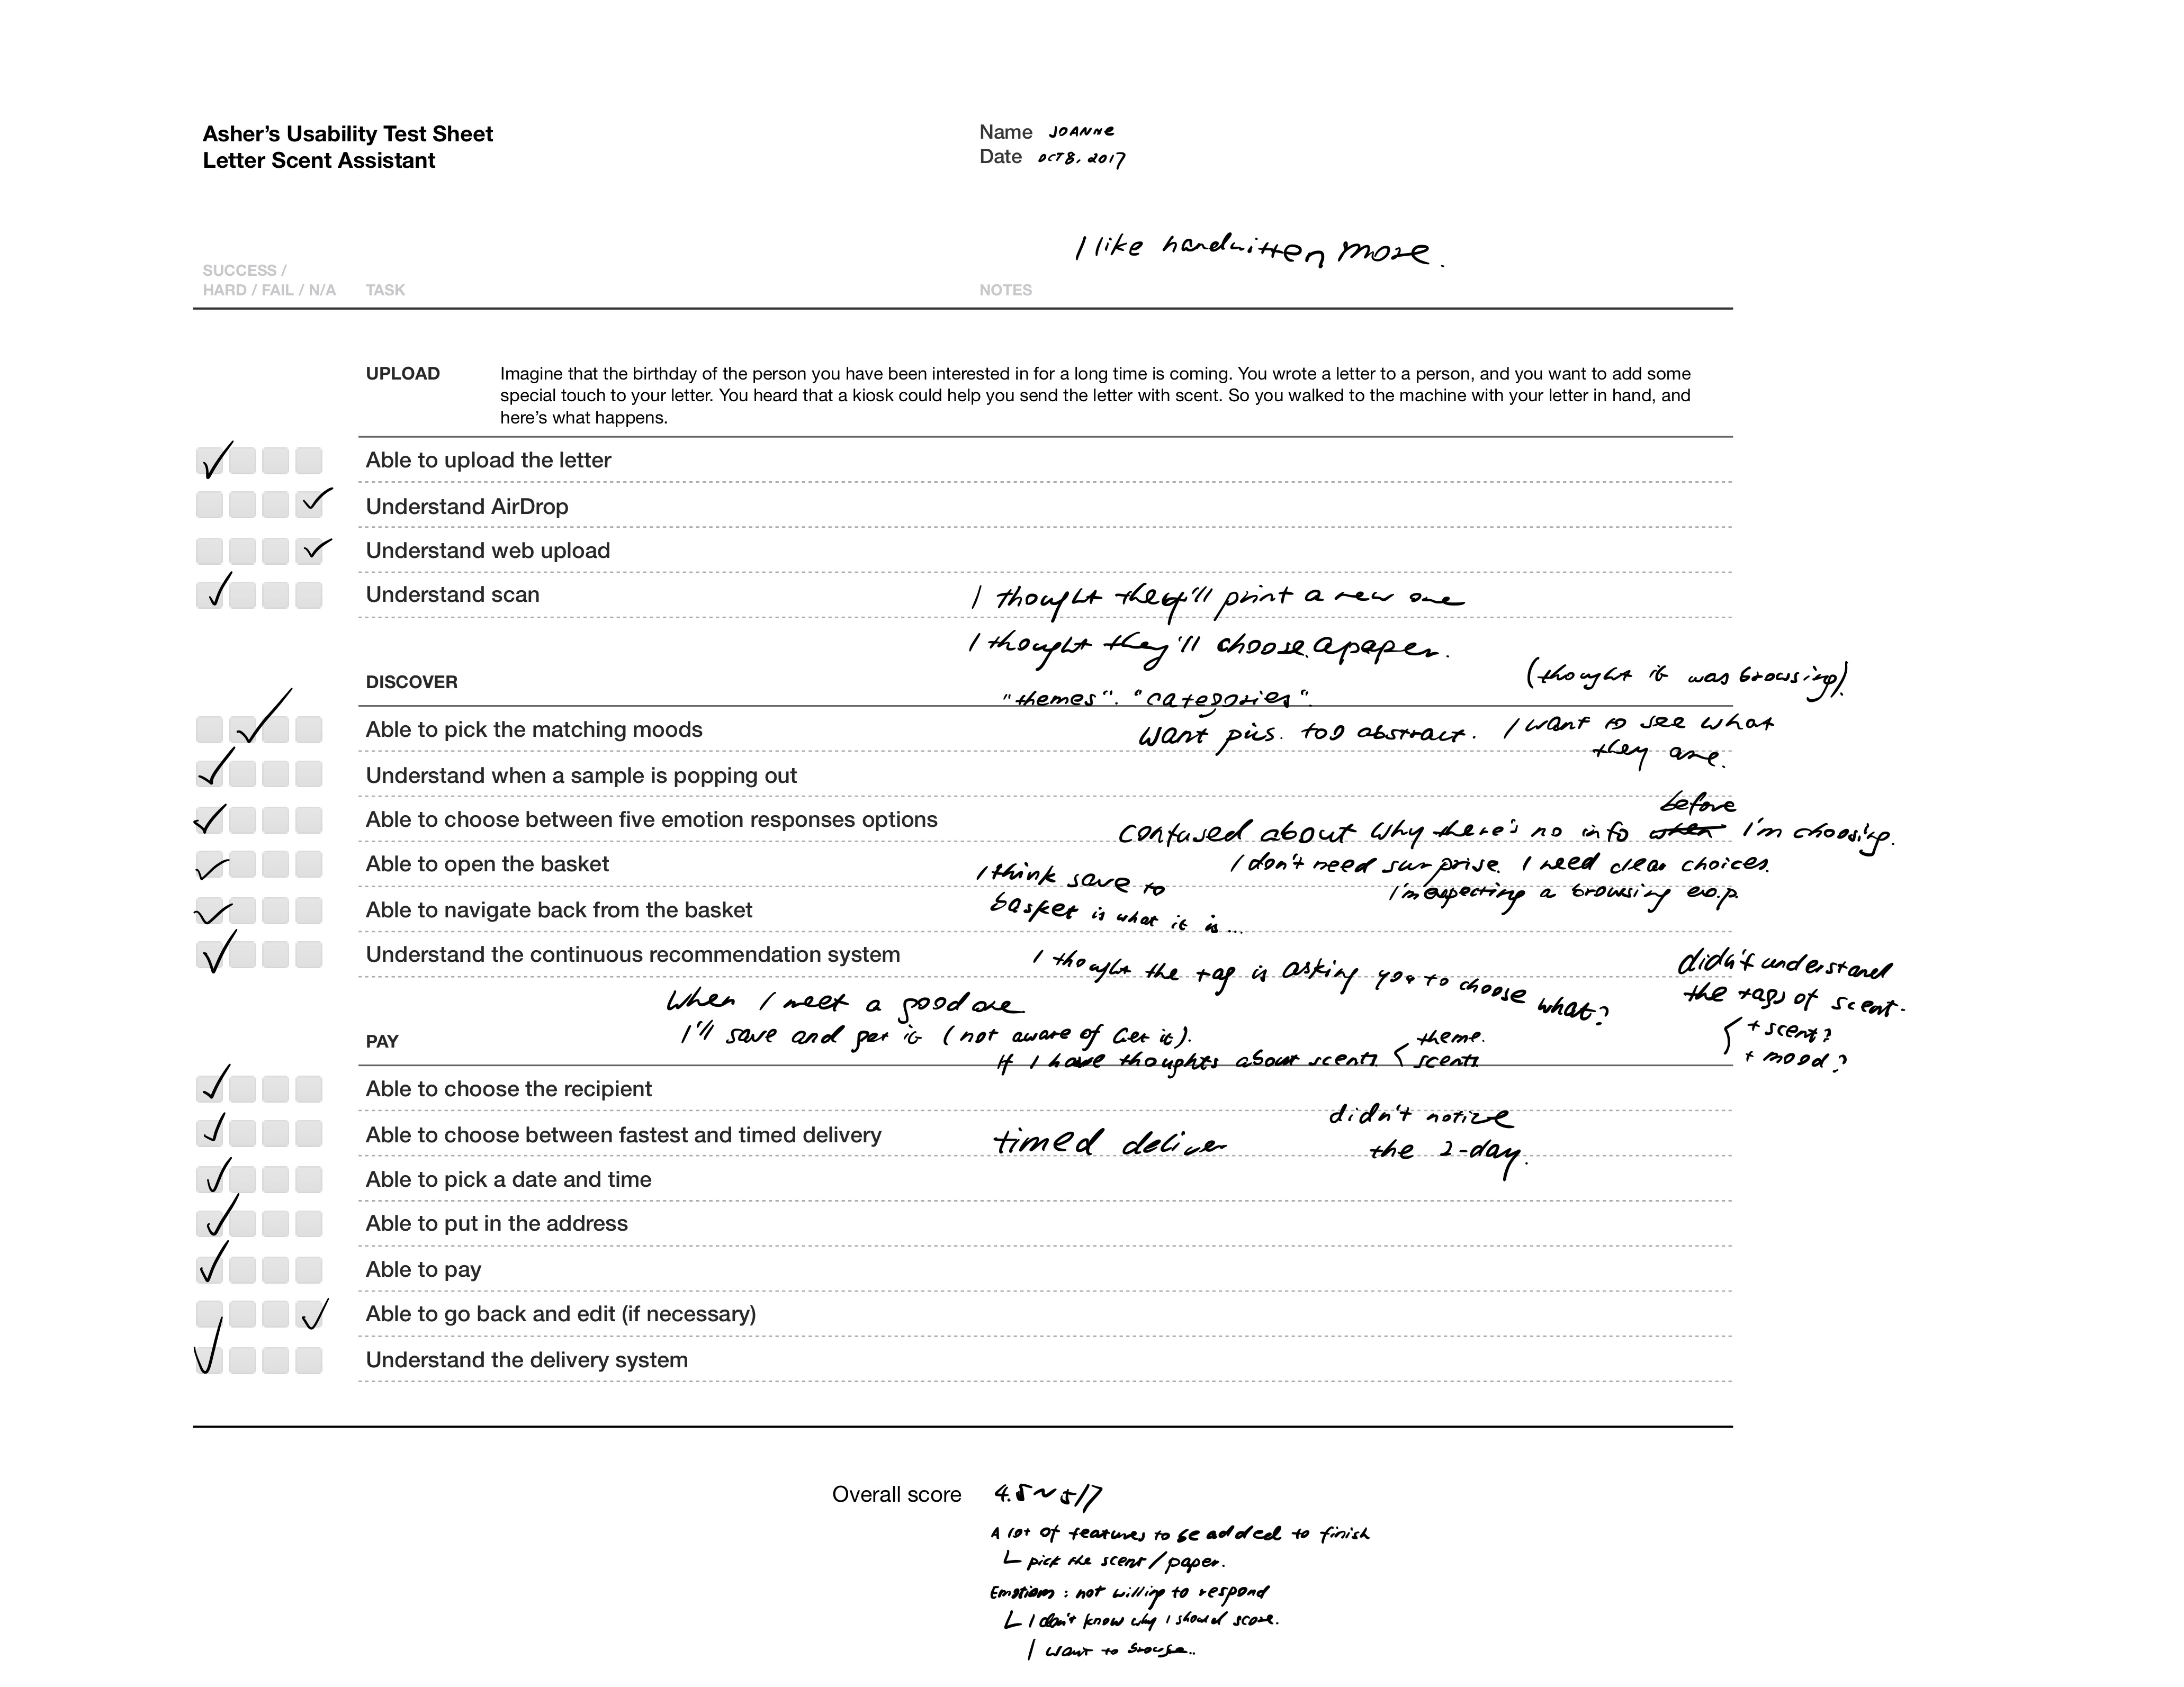 Asher's Usability Test Sheet
Letter Scent Assistant
Name JOANNE
Date OCT 8, 2017
I like handwritten more.
SUCCESS /
HARD / FAIL / N/A TASK NOTES
UPLOAD Imagine that the birthday of the person you have been interested in for a long time is coming. You wrote a letter to a person, and you want to add some
special touch to your letter. You heard that a kiosk could help you send the letter with scent. So you walked to the machine with your letter in hand, and
here's what happens.
Able to upload the letter
Understand AirDrop
Understand web upload
Understand scan I thought they'll print a new one
I thought they'll choose a paper.
(thought it was browsing).
DISCOVER
"themes". "categories".
Able to pick the matching moods want pics. too abstract. I want to see what
they are.
Understand when a sample is popping out
before
Able to choose between five emotion responses options confused about why there's no info when I'm choosing.
Able to open the basket I don't need surprise. I need clear choices.
I think save to I'm expecting a browsing exp.
Able to navigate back from the basket basket is what it is...
Understand the continuous recommendation system I thought the tag is asking you to choose what?
didn't understand
the tags of scent.
+ scent?
+ mood?
When I meet a good one
I'll save and get it (not aware of Get it).
PAY
If I have thoughts about scents theme.
scents
Able to choose the recipient
didn't notice
Able to choose between fastest and timed delivery timed deliver the 2-day.
Able to pick a date and time
Able to put in the address
Able to pay
Able to go back and edit (if necessary)
Understand the delivery system
Overall score 4.5~5/7
A lot of features to be added to finish
pick the scent / paper.
Emotions : not willing to respond
I don't know why I should score.
I want to browse..